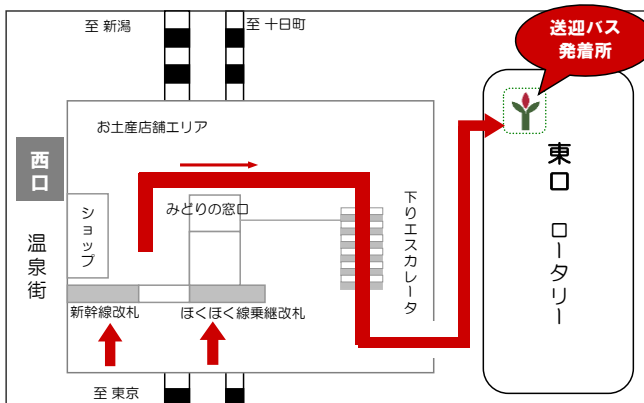 至 新潟
至 十日町
送迎バス
発着所
お土産店舗エリア
西口
温泉街
ショップ
みどりの窓口
下りエスカレータ
東口 ロータリー
新幹線改札
ほくほく線乗継改札
至 東京